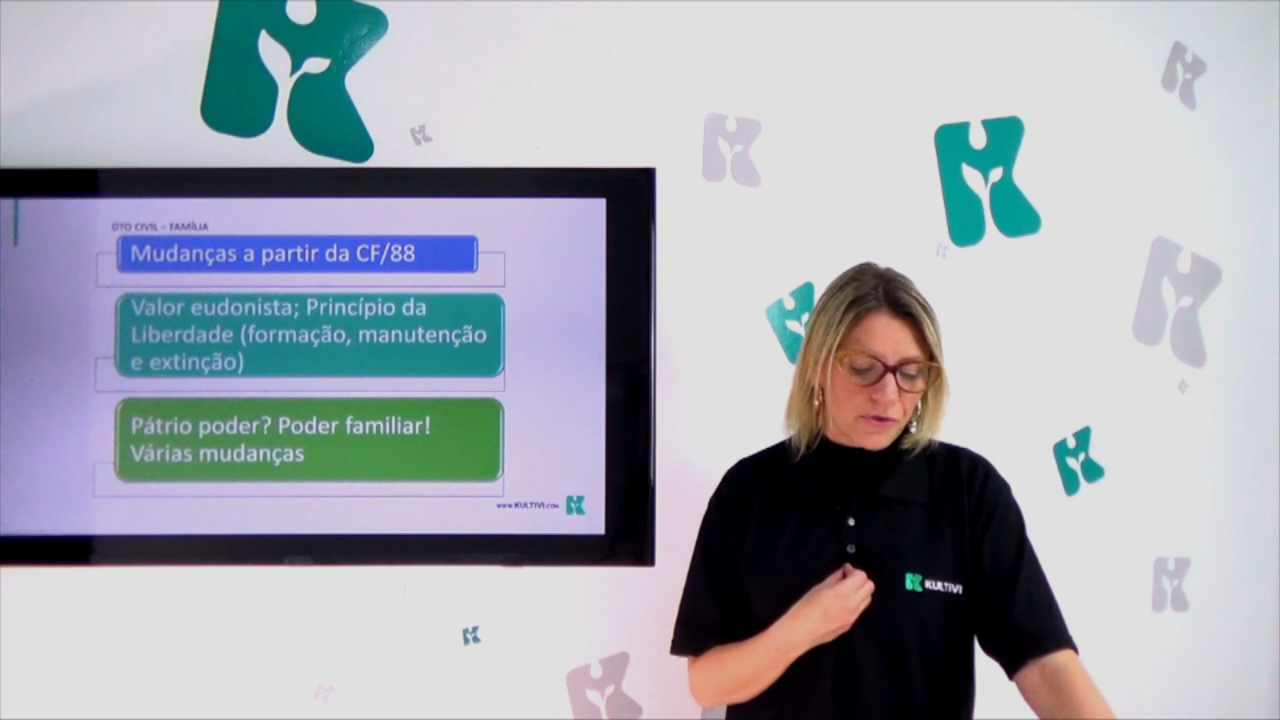 DTO CIVIL – FAMÍLIA
Mudanças a partir da CF/88
Valor eudonista; Princípio da
Liberdade (formação, manutenção
e extinção)
Pátrio poder? Poder familiar!
Várias mudanças
www.KULTIVI.COM
KULTIVI